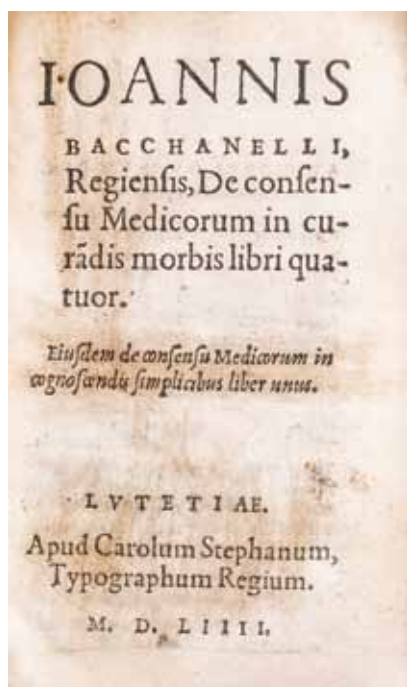 IOANNIS
BACCHANELLI,
Regienſis, De conſen-
ſu Medicorum in cu-
rādis morbis libri qua-
tuor.
Eiuſdem de conſenſu Medicorum in
cognoſcendis ſimplicibus liber unus.
LVTETIAE.
Apud Carolum Stephanum,
Typographum Regium.
M. D. LIIII.